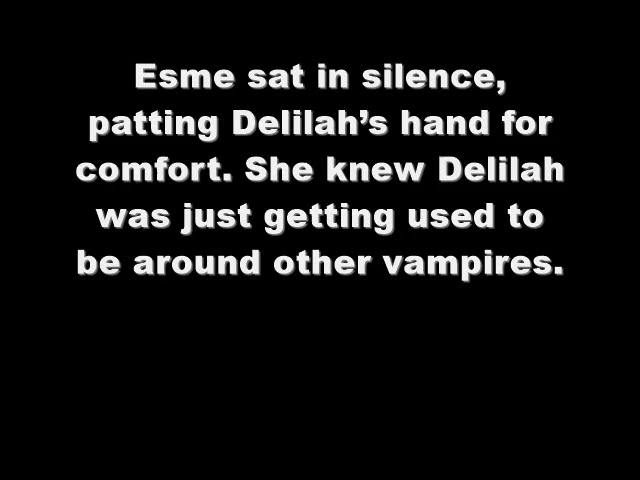 Esme sat in silence,
patting Delilah’s hand for
comfort. She knew Delilah
was just getting used to
be around other vampires.